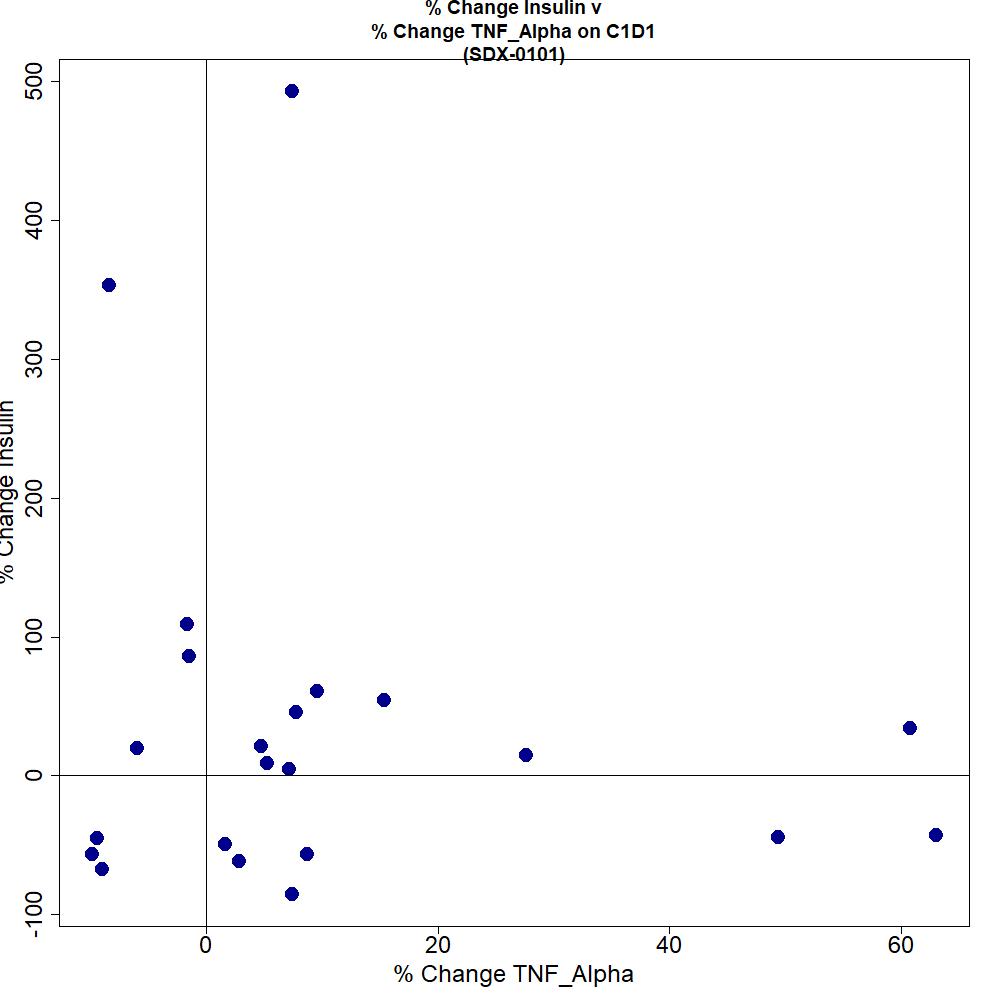 % Change Insulin v
% Change TNF_Alpha on C1D1
(SDX-0101)
% Change Insulin
500
400
300
200
100
0
-100
0
20
40
60
% Change TNF_Alpha